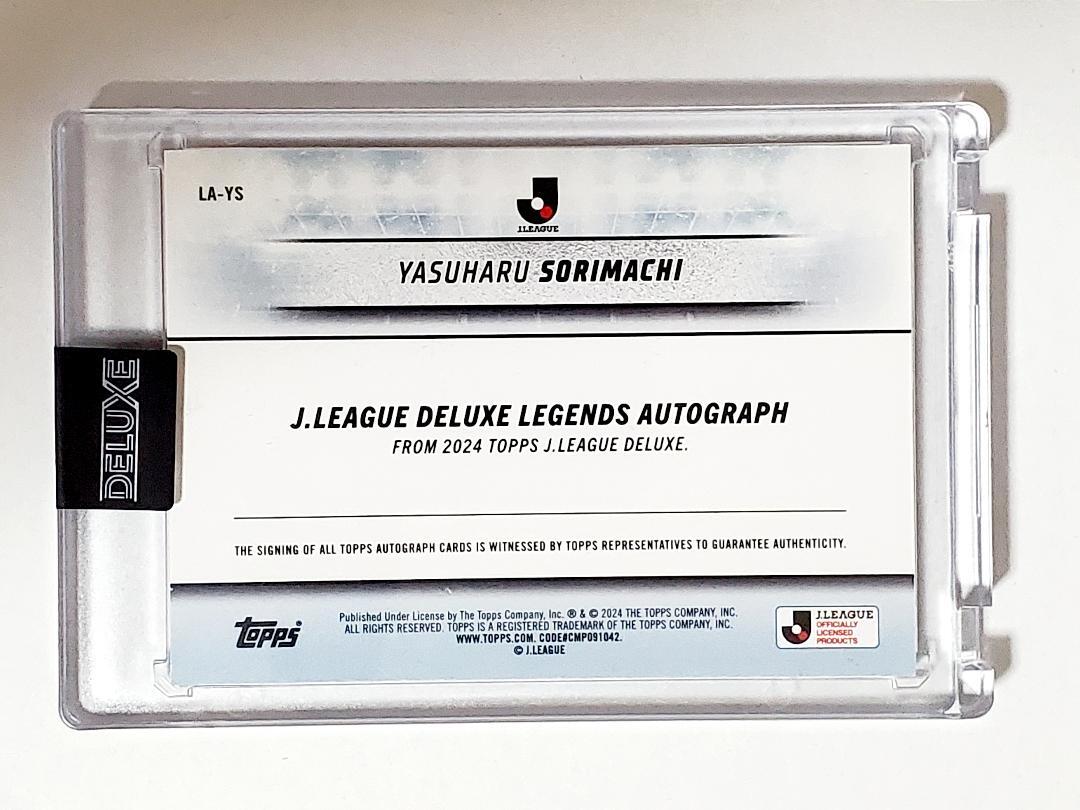 LA-YS
J.LEAGUE
YASUHARU SORIMACHI
DELUXE
J.LEAGUE DELUXE LEGENDS AUTOGRAPH
FROM 2024 TOPPS J.LEAGUE DELUXE.
THE SIGNING OF ALL TOPPS AUTOGRAPH CARDS IS WITNESSED BY TOPPS REPRESENTATIVES TO GUARANTEE AUTHENTICITY.
topps
Published Under License by The Topps Company, Inc. ® & © 2024 THE TOPPS COMPANY, INC.
ALL RIGHTS RESERVED. TOPPS IS A REGISTERED TRADEMARK OF THE TOPPS COMPANY, INC.
WWW.TOPPS.COM. CODE#CMP091042.
© J.LEAGUE
J.LEAGUE
OFFICIALLY
LICENSED
PRODUCTS